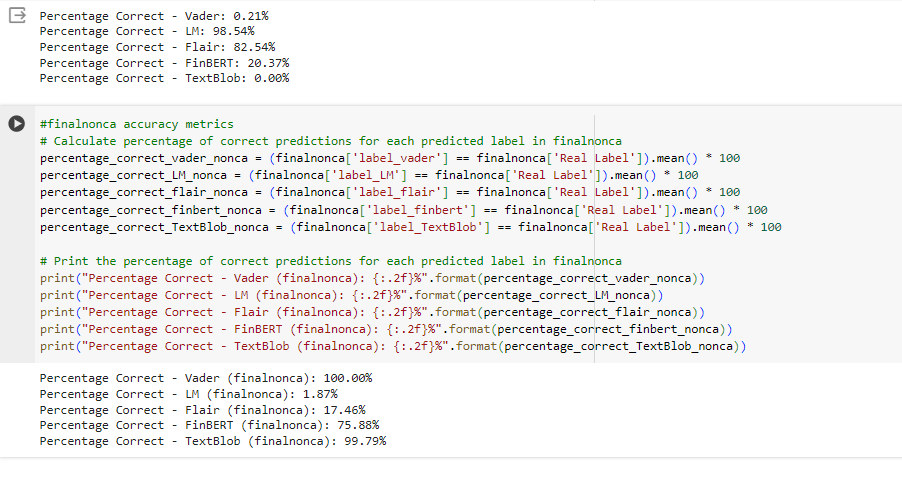 Percentage Correct - Vader: 0.21%
Percentage Correct - LM: 98.54%
Percentage Correct - Flair: 82.54%
Percentage Correct - FinBERT: 20.37%
Percentage Correct - TextBlob: 0.00%
#finalnonca accuracy metrics
# Calculate percentage of correct predictions for each predicted label in finalnonca
percentage_correct_vader_nonca = (finalnonca['label_vader'] == finalnonca['Real Label']).mean() * 100
percentage_correct_LM_nonca = (finalnonca['label_LM'] == finalnonca['Real Label']).mean() * 100
percentage_correct_flair_nonca = (finalnonca['label_flair'] == finalnonca['Real Label']).mean() * 100
percentage_correct_finbert_nonca = (finalnonca['label_finbert'] == finalnonca['Real Label']).mean() * 100
percentage_correct_TextBlob_nonca = (finalnonca['label_TextBlob'] == finalnonca['Real Label']).mean() * 100
# Print the percentage of correct predictions for each predicted label in finalnonca
print("Percentage Correct - Vader (finalnonca): {:.2f}%".format(percentage_correct_vader_nonca))
print("Percentage Correct - LM (finalnonca): {:.2f}%".format(percentage_correct_LM_nonca))
print("Percentage Correct - Flair (finalnonca): {:.2f}%".format(percentage_correct_flair_nonca))
print("Percentage Correct - FinBERT (finalnonca): {:.2f}%".format(percentage_correct_finbert_nonca))
print("Percentage Correct - TextBlob (finalnonca): {:.2f}%".format(percentage_correct_TextBlob_nonca))
Percentage Correct - Vader (finalnonca): 100.00%
Percentage Correct - LM (finalnonca): 1.87%
Percentage Correct - Flair (finalnonca): 17.46%
Percentage Correct - FinBERT (finalnonca): 75.88%
Percentage Correct - TextBlob (finalnonca): 99.79%